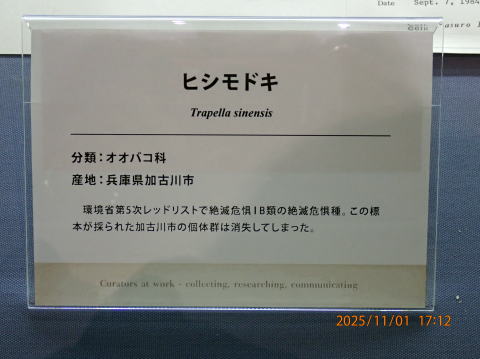 Date Sept. 7, 1984
ヒシモドキ
Trapella sinensis
分類：オオバコ科
産地：兵庫県加古川市
環境省第5次レッドリストで絶滅危惧ⅠB類の絶滅危惧種。この標
本が採られた加古川市の個体群は消失してしまった。
Curators at work - collecting, researching, communicating
2025/11/01 17:12